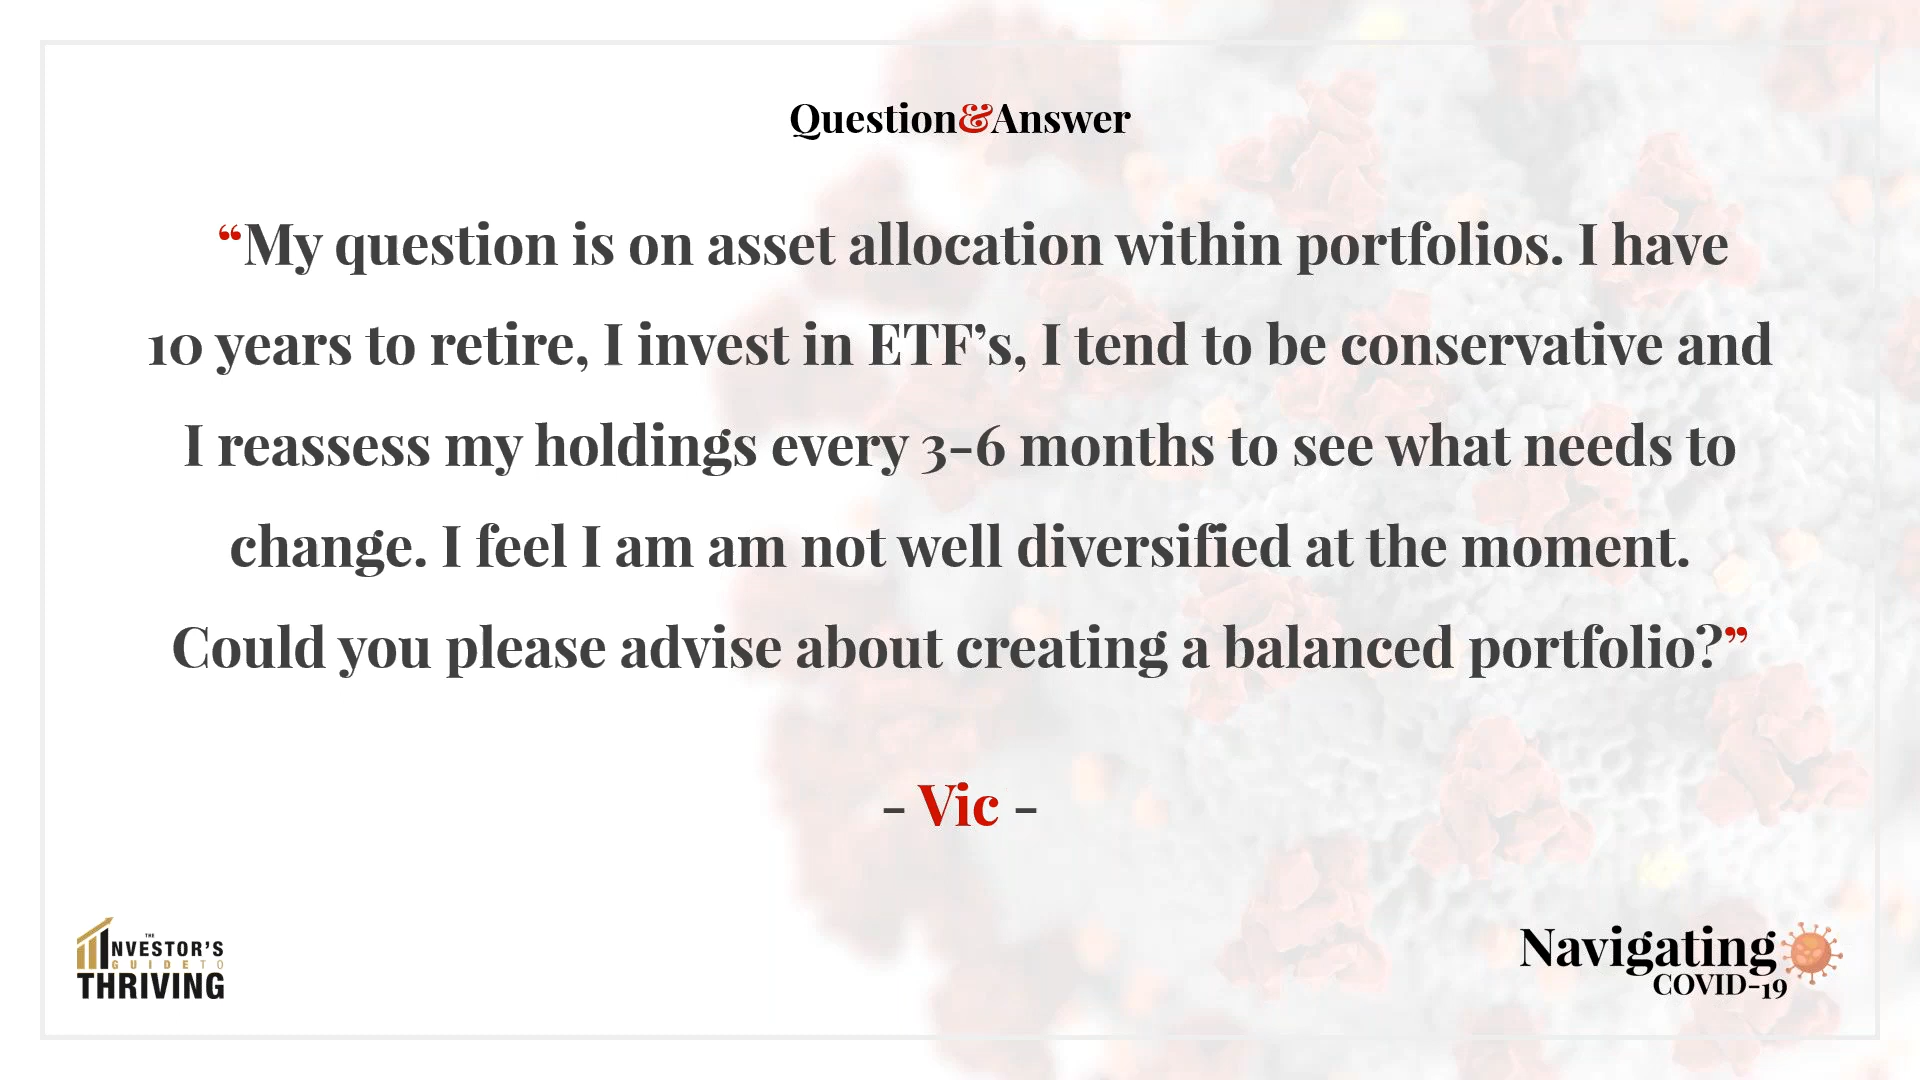 Question&Answer
“My question is on asset allocation within portfolios. I have
10 years to retire, I invest in ETF’s, I tend to be conservative and
I reassess my holdings every 3-6 months to see what needs to
change. I feel I am am not well diversified at the moment.
Could you please advise about creating a balanced portfolio?”
- Vic -
THE
INVESTOR'S
GUIDE TO
THRIVING
Navigating
COVID-19